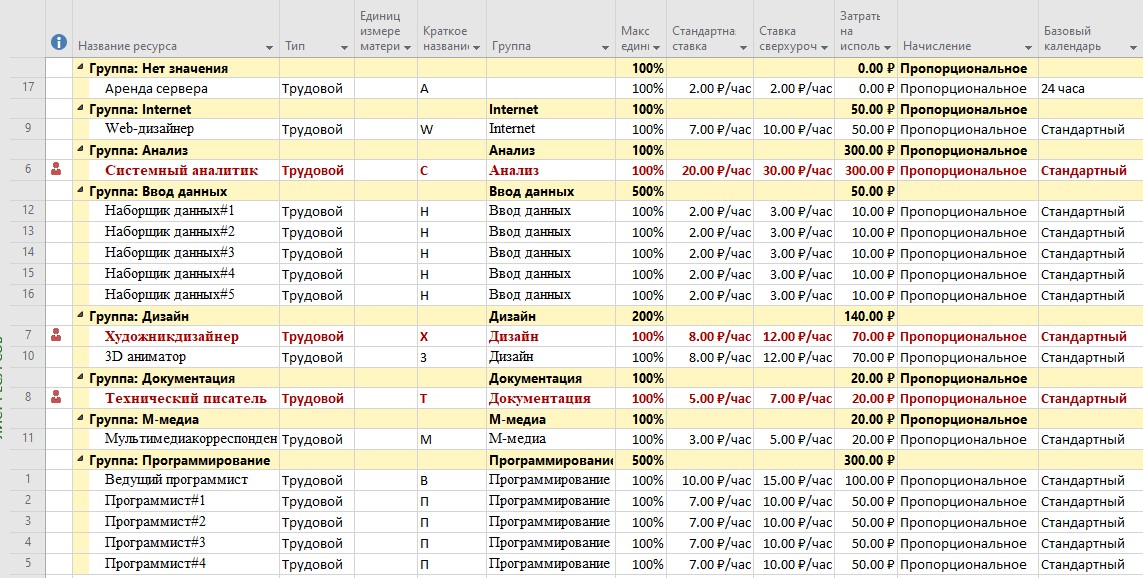 Название ресурса Тип Единиц измере матери Краткое названи Группа Макс един Стандартна ставка Ставка сверхуроч Затраты на исполь Начисление Базовый календарь
Группа: Нет значения 100% 0.00 ₽ Пропорциональное
17 Аренда сервера Трудовой А 100% 2.00 ₽/час 2.00 ₽/час 0.00 ₽ Пропорциональное 24 часа
Группа: Internet Internet 100% 50.00 ₽ Пропорциональное
9 Web-дизайнер Трудовой W Internet 100% 7.00 ₽/час 10.00 ₽/час 50.00 ₽ Пропорциональное Стандартный
Группа: Анализ Анализ 100% 300.00 ₽ Пропорциональное
6 Системный аналитик Трудовой С Анализ 100% 20.00 ₽/час 30.00 ₽/час 300.00 ₽ Пропорциональное Стандартный
Группа: Ввод данных Ввод данных 500% 50.00 ₽
12 Наборщик данных#1 Трудовой Н Ввод данных 100% 2.00 ₽/час 3.00 ₽/час 10.00 ₽ Пропорциональное Стандартный
13 Наборщик данных#2 Трудовой Н Ввод данных 100% 2.00 ₽/час 3.00 ₽/час 10.00 ₽ Пропорциональное Стандартный
14 Наборщик данных#3 Трудовой Н Ввод данных 100% 2.00 ₽/час 3.00 ₽/час 10.00 ₽ Пропорциональное Стандартный
15 Наборщик данных#4 Трудовой Н Ввод данных 100% 2.00 ₽/час 3.00 ₽/час 10.00 ₽ Пропорциональное Стандартный
16 Наборщик данных#5 Трудовой Н Ввод данных 100% 2.00 ₽/час 3.00 ₽/час 10.00 ₽ Пропорциональное Стандартный
Группа: Дизайн Дизайн 200% 140.00 ₽
7 Художникдизайнер Трудовой Х Дизайн 100% 8.00 ₽/час 12.00 ₽/час 70.00 ₽ Пропорциональное Стандартный
10 3D аниматор Трудовой 3 Дизайн 100% 8.00 ₽/час 12.00 ₽/час 70.00 ₽ Пропорциональное Стандартный
Группа: Документация Документация 100% 20.00 ₽ Пропорциональное
8 Технический писатель Трудовой Т Документация 100% 5.00 ₽/час 7.00 ₽/час 20.00 ₽ Пропорциональное Стандартный
Группа: М-медиа М-медиа 100% 20.00 ₽ Пропорциональное
11 Мультимедиакорреспонден Трудовой М М-медиа 100% 3.00 ₽/час 5.00 ₽/час 20.00 ₽ Пропорциональное Стандартный
Группа: Программирование Программировани 500% 300.00 ₽
1 Ведущий программист Трудовой В Программирование 100% 10.00 ₽/час 15.00 ₽/час 100.00 ₽ Пропорциональное Стандартный
2 Программист#1 Трудовой П Программирование 100% 7.00 ₽/час 10.00 ₽/час 50.00 ₽ Пропорциональное Стандартный
3 Программист#2 Трудовой П Программирование 100% 7.00 ₽/час 10.00 ₽/час 50.00 ₽ Пропорциональное Стандартный
4 Программист#3 Трудовой П Программирование 100% 7.00 ₽/час 10.00 ₽/час 50.00 ₽ Пропорциональное Стандартный
5 Программист#4 Трудовой П Программирование 100% 7.00 ₽/час 10.00 ₽/час 50.00 ₽ Пропорциональное Стандартный